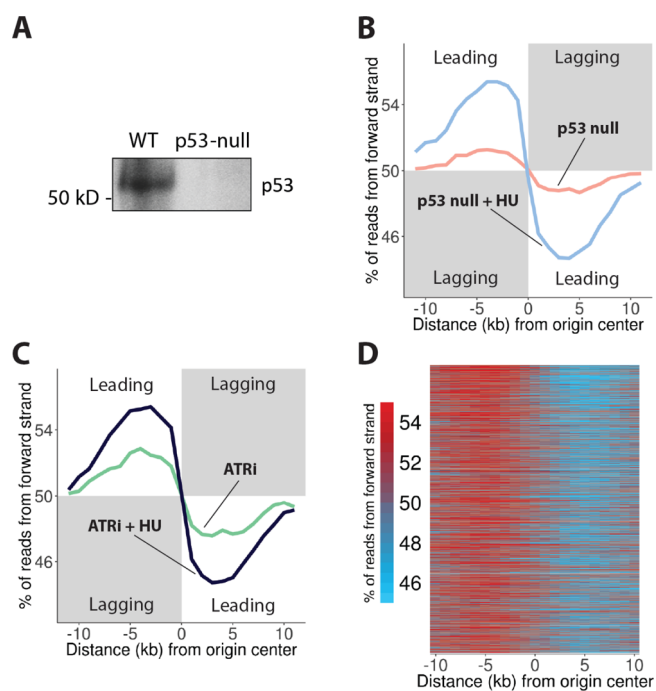 A
WT p53-null
50 kD -
p53
B
Leading
Lagging
% of reads from forward strand
54
50
46
p53 null
p53 null + HU
Lagging
Leading
-10 -5 0 5 10
Distance (kb) from origin center
C
Leading
Lagging
% of reads from forward strand
54
50
46
ATRi
ATRi + HU
Lagging
Leading
-10 -5 0 5 10
Distance (kb) from origin center
D
% of reads from forward strand
54
52
50
48
46
-10 -5 0 5 10
Distance (kb) from origin center